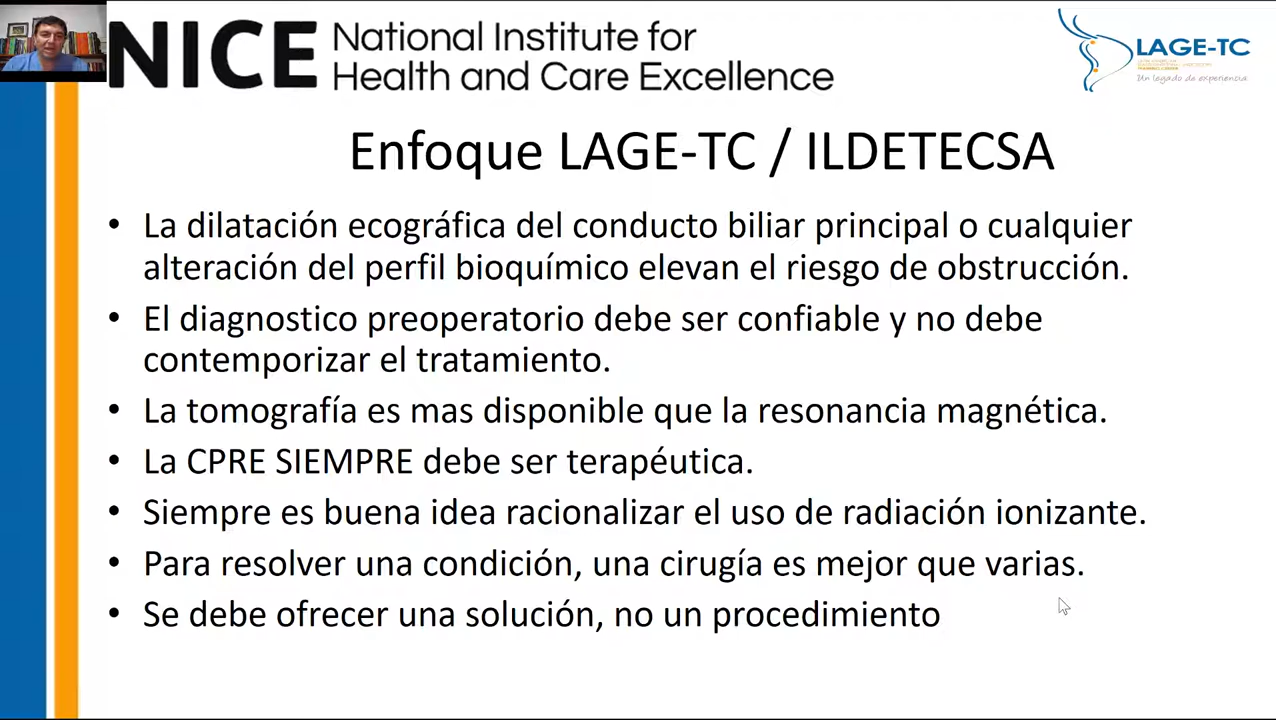 NICE National Institute for
Health and Care Excellence
LAGE-TC
Un legado de experiencia
Enfoque LAGE-TC / ILDETECSA
• La dilatación ecográfica del conducto biliar principal o cualquier
alteración del perfil bioquímico elevan el riesgo de obstrucción.
• El diagnostico preoperatorio debe ser confiable y no debe
contemporizar el tratamiento.
• La tomografía es mas disponible que la resonancia magnética.
• La CPRE SIEMPRE debe ser terapéutica.
• Siempre es buena idea racionalizar el uso de radiación ionizante.
• Para resolver una condición, una cirugía es mejor que varias.
• Se debe ofrecer una solución, no un procedimiento